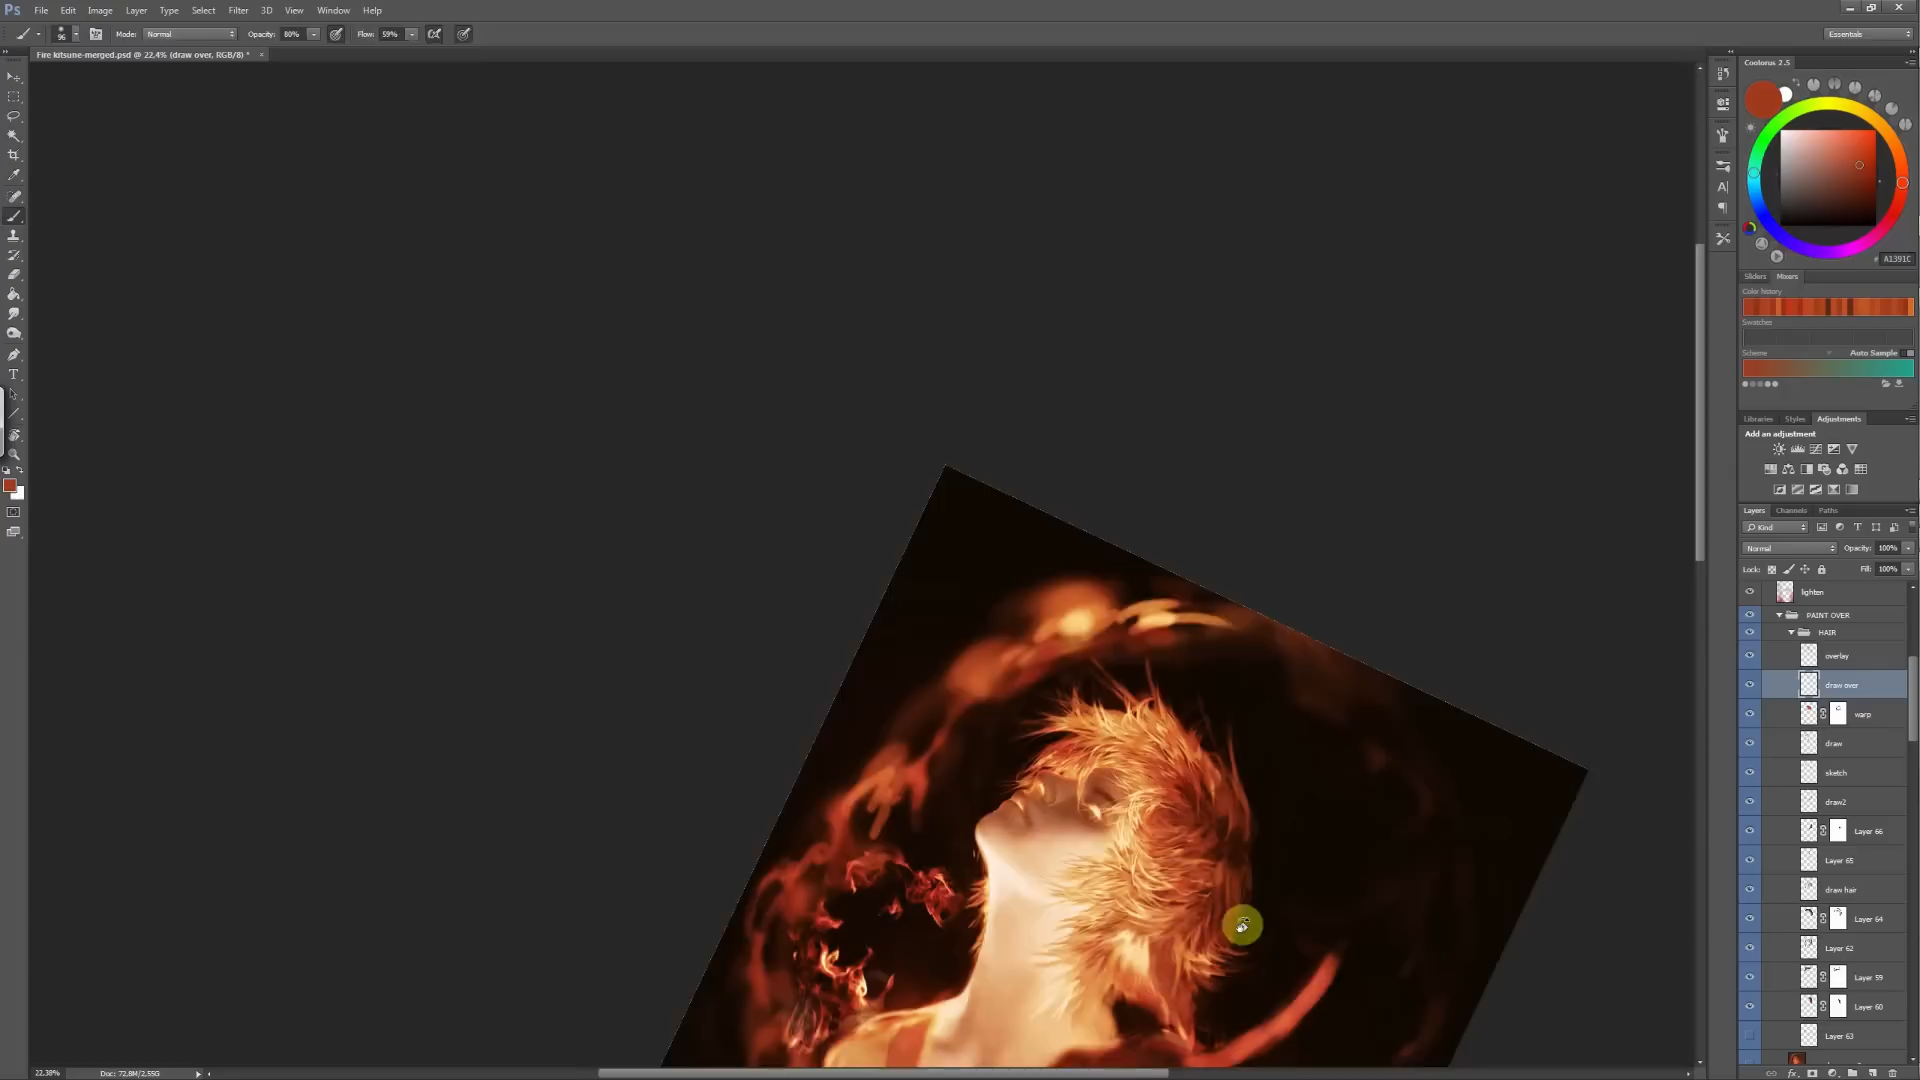 Ps File Edit Image Layer Type Select Filter 3D View Window Help
96 Mode: Normal Opacity: 80% Flow: 59% Essentials
Fire kitsune-merged.psd @ 22,4% (draw over, RGB/8) * ×
Coolorus 2.5
# A1391C
Sliders Mixers
Color history
Swatches
Scheme Auto Sample
Libraries Styles Adjustments
Add an adjustment
Layers Channels Paths
Kind
Normal Opacity: 100%
Lock: Fill: 100%
lighten
PAINT OVER
HAIR
overlay
draw over
warp
draw
sketch
draw2
Layer 66
Layer 65
draw hair
Layer 64
Layer 62
Layer 59
Layer 60
Layer 63
22,38% Doc: 72,8M/2,55G